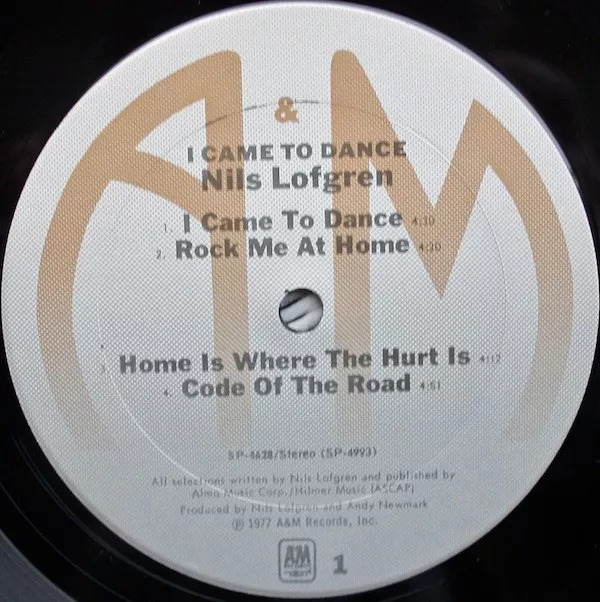 A & M
I CAME TO DANCE
Nils Lofgren
1. I Came To Dance 4:30
2. Rock Me At Home 4:30
3. Home Is Where The Hurt Is 4:12
4. Code Of The Road 4:51
SP-4628/Stereo (SP-4993)
All selections written by Nils Lofgren and published by
Almo Music Corp./Hilmer Music (ASCAP)
Produced by Nils Lofgren and Andy Newmark
℗ 1977 A&M Records, Inc.
A&M 1